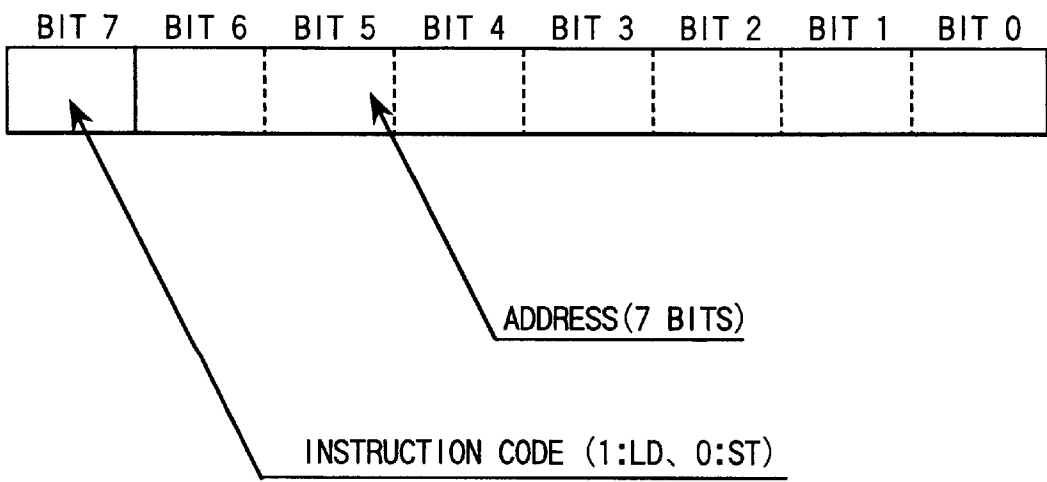 BIT 7 BIT 6 BIT 5 BIT 4 BIT 3 BIT 2 BIT 1 BIT 0
ADDRESS(7 BITS)
INSTRUCTION CODE (1:LD、0:ST)